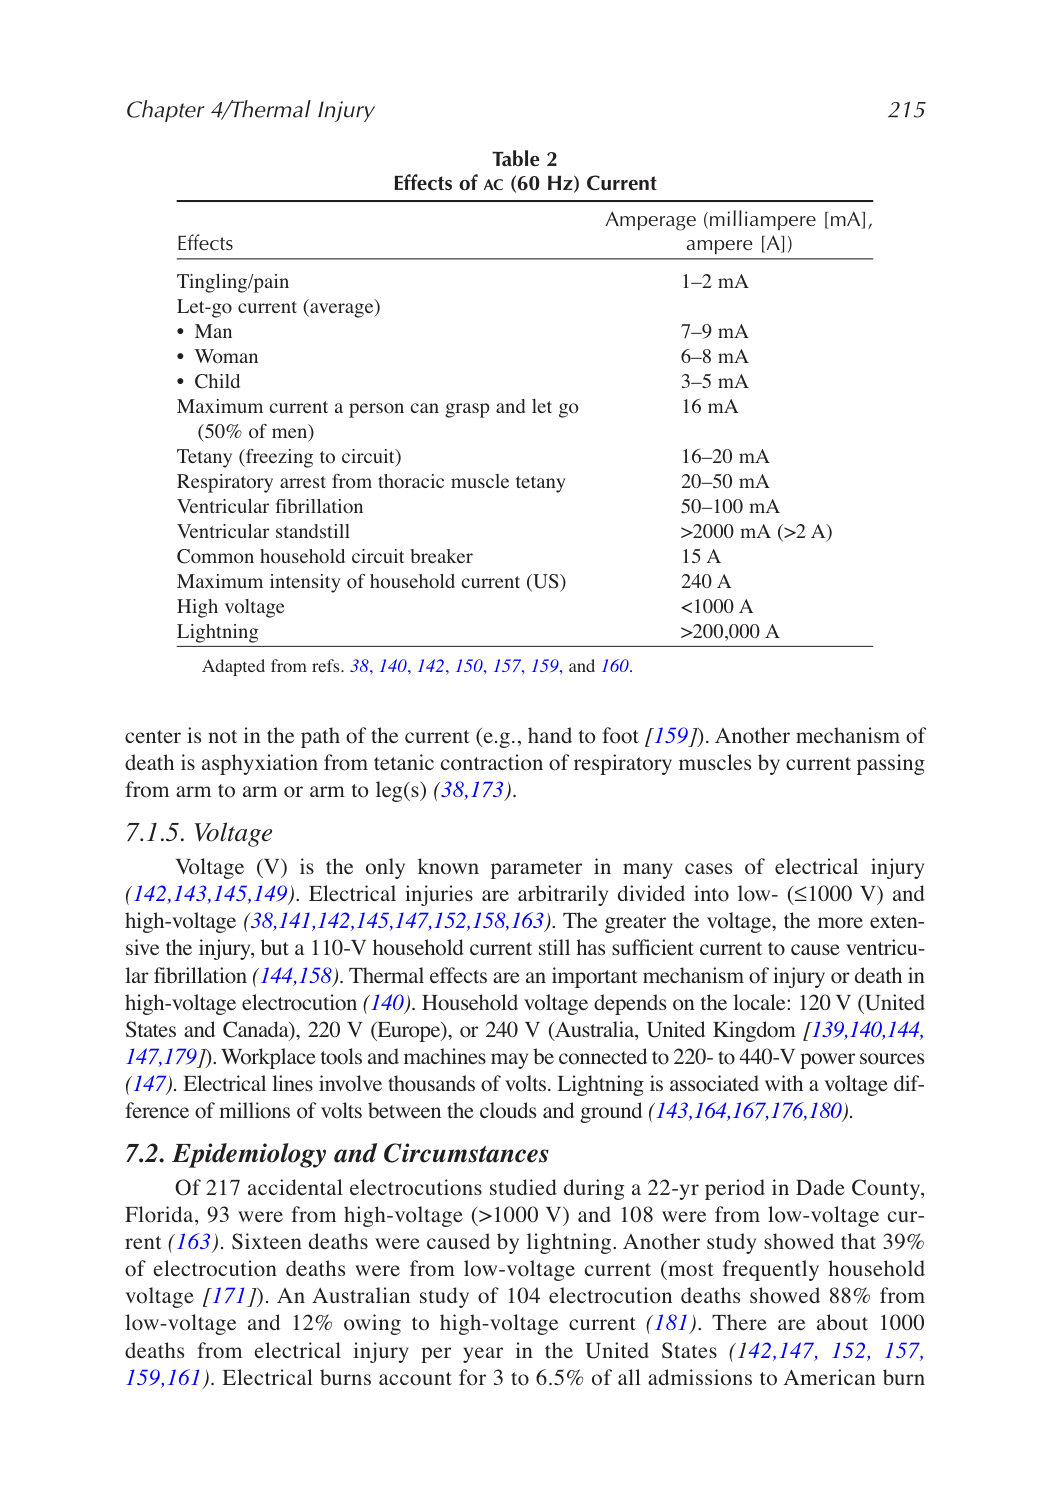 Chapter 4/Thermal Injury 215
Table 2
Effects of AC (60 Hz) Current
Amperage (milliampere [mA],
Effects ampere [A])
Tingling/pain 1–2 mA
Let-go current (average)
• Man 7–9 mA
• Woman 6–8 mA
• Child 3–5 mA
Maximum current a person can grasp and let go 16 mA
(50% of men)
Tetany (freezing to circuit) 16–20 mA
Respiratory arrest from thoracic muscle tetany 20–50 mA
Ventricular fibrillation 50–100 mA
Ventricular standstill >2000 mA (>2 A)
Common household circuit breaker 15 A
Maximum intensity of household current (US) 240 A
High voltage <1000 A
Lightning >200,000 A
Adapted from refs. 38, 140, 142, 150, 157, 159, and 160.
center is not in the path of the current (e.g., hand to foot [159]). Another mechanism of
death is asphyxiation from tetanic contraction of respiratory muscles by current passing
from arm to arm or arm to leg(s) (38,173).
7.1.5. Voltage
Voltage (V) is the only known parameter in many cases of electrical injury
(142,143,145,149). Electrical injuries are arbitrarily divided into low- (≤1000 V) and
high-voltage (38,141,142,145,147,152,158,163). The greater the voltage, the more exten-
sive the injury, but a 110-V household current still has sufficient current to cause ventricu-
lar fibrillation (144,158). Thermal effects are an important mechanism of injury or death in
high-voltage electrocution (140). Household voltage depends on the locale: 120 V (United
States and Canada), 220 V (Europe), or 240 V (Australia, United Kingdom [139,140,144,
147,179]). Workplace tools and machines may be connected to 220- to 440-V power sources
(147). Electrical lines involve thousands of volts. Lightning is associated with a voltage dif-
ference of millions of volts between the clouds and ground (143,164,167,176,180).
7.2. Epidemiology and Circumstances
Of 217 accidental electrocutions studied during a 22-yr period in Dade County,
Florida, 93 were from high-voltage (>1000 V) and 108 were from low-voltage cur-
rent (163). Sixteen deaths were caused by lightning. Another study showed that 39%
of electrocution deaths were from low-voltage current (most frequently household
voltage [171]). An Australian study of 104 electrocution deaths showed 88% from
low-voltage and 12% owing to high-voltage current (181). There are about 1000
deaths from electrical injury per year in the United States (142,147, 152, 157,
159,161). Electrical burns account for 3 to 6.5% of all admissions to American burn